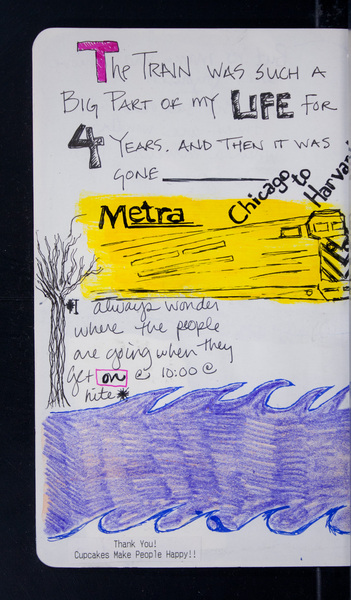 The TRAIN WAS SUCH A
BIG PART OF MY LIFE FOR
4 YEARS. AND THEN IT WAS
GONE
Chicago to Harvard
Metra
*I always wonder
where the people
are going when they
get on @ 10:00 @
nite*
Thank You!
Cupcakes Make People Happy!!